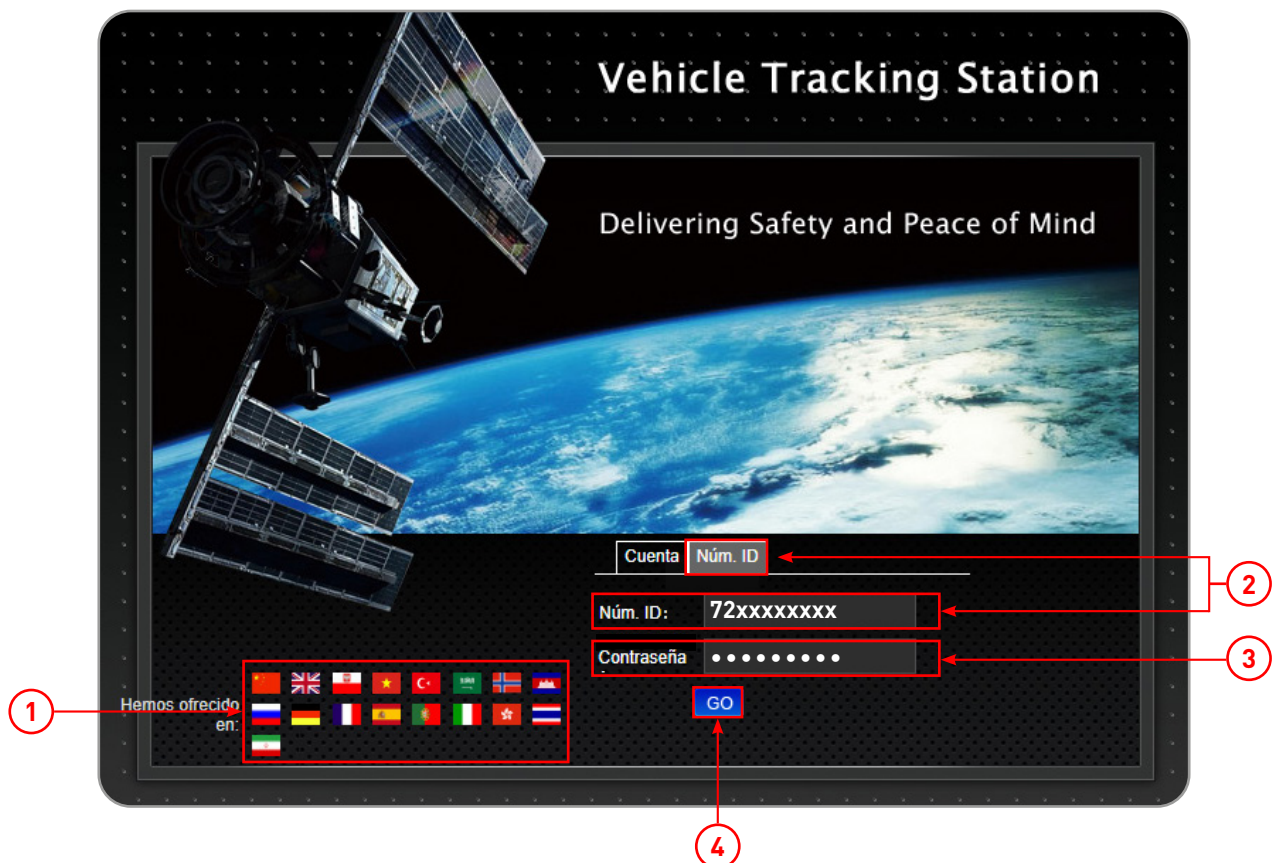 Vehicle Tracking Station
Delivering Safety and Peace of Mind
Cuenta Núm. ID
2
Núm. ID: 72xxxxxxxx
Contraseña
3
1
Hemos ofrecido
en:
GO
4